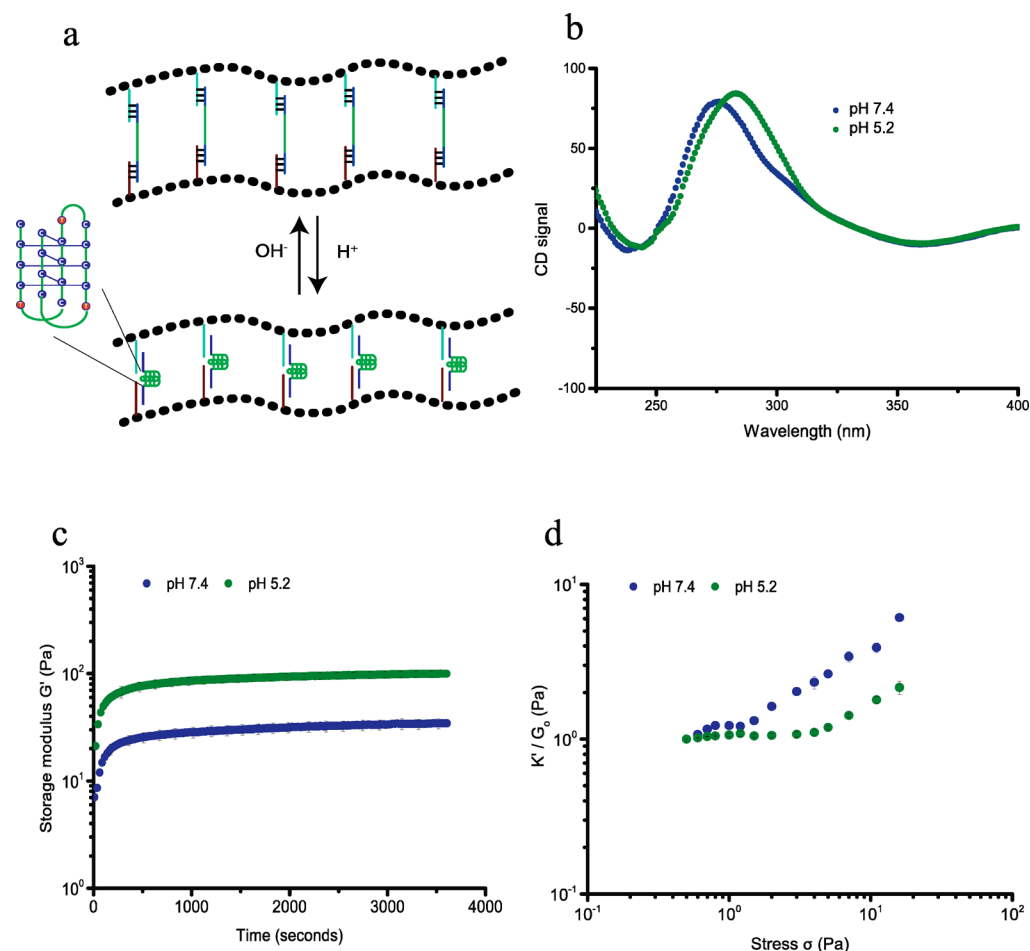 a
OH⁻
H⁺
b
CD signal
100
50
0
-50
-100
pH 7.4
pH 5.2
250
300
350
400
Wavelength (nm)
c
Storage modulus G' (Pa)
10³
10²
10¹
10⁰
pH 7.4
pH 5.2
0
1000
2000
3000
4000
Time (seconds)
d
K' / Gₒ (Pa)
10¹
10⁰
10⁻¹
pH 7.4
pH 5.2
10⁻¹
10⁰
10¹
10²
Stress σ (Pa)